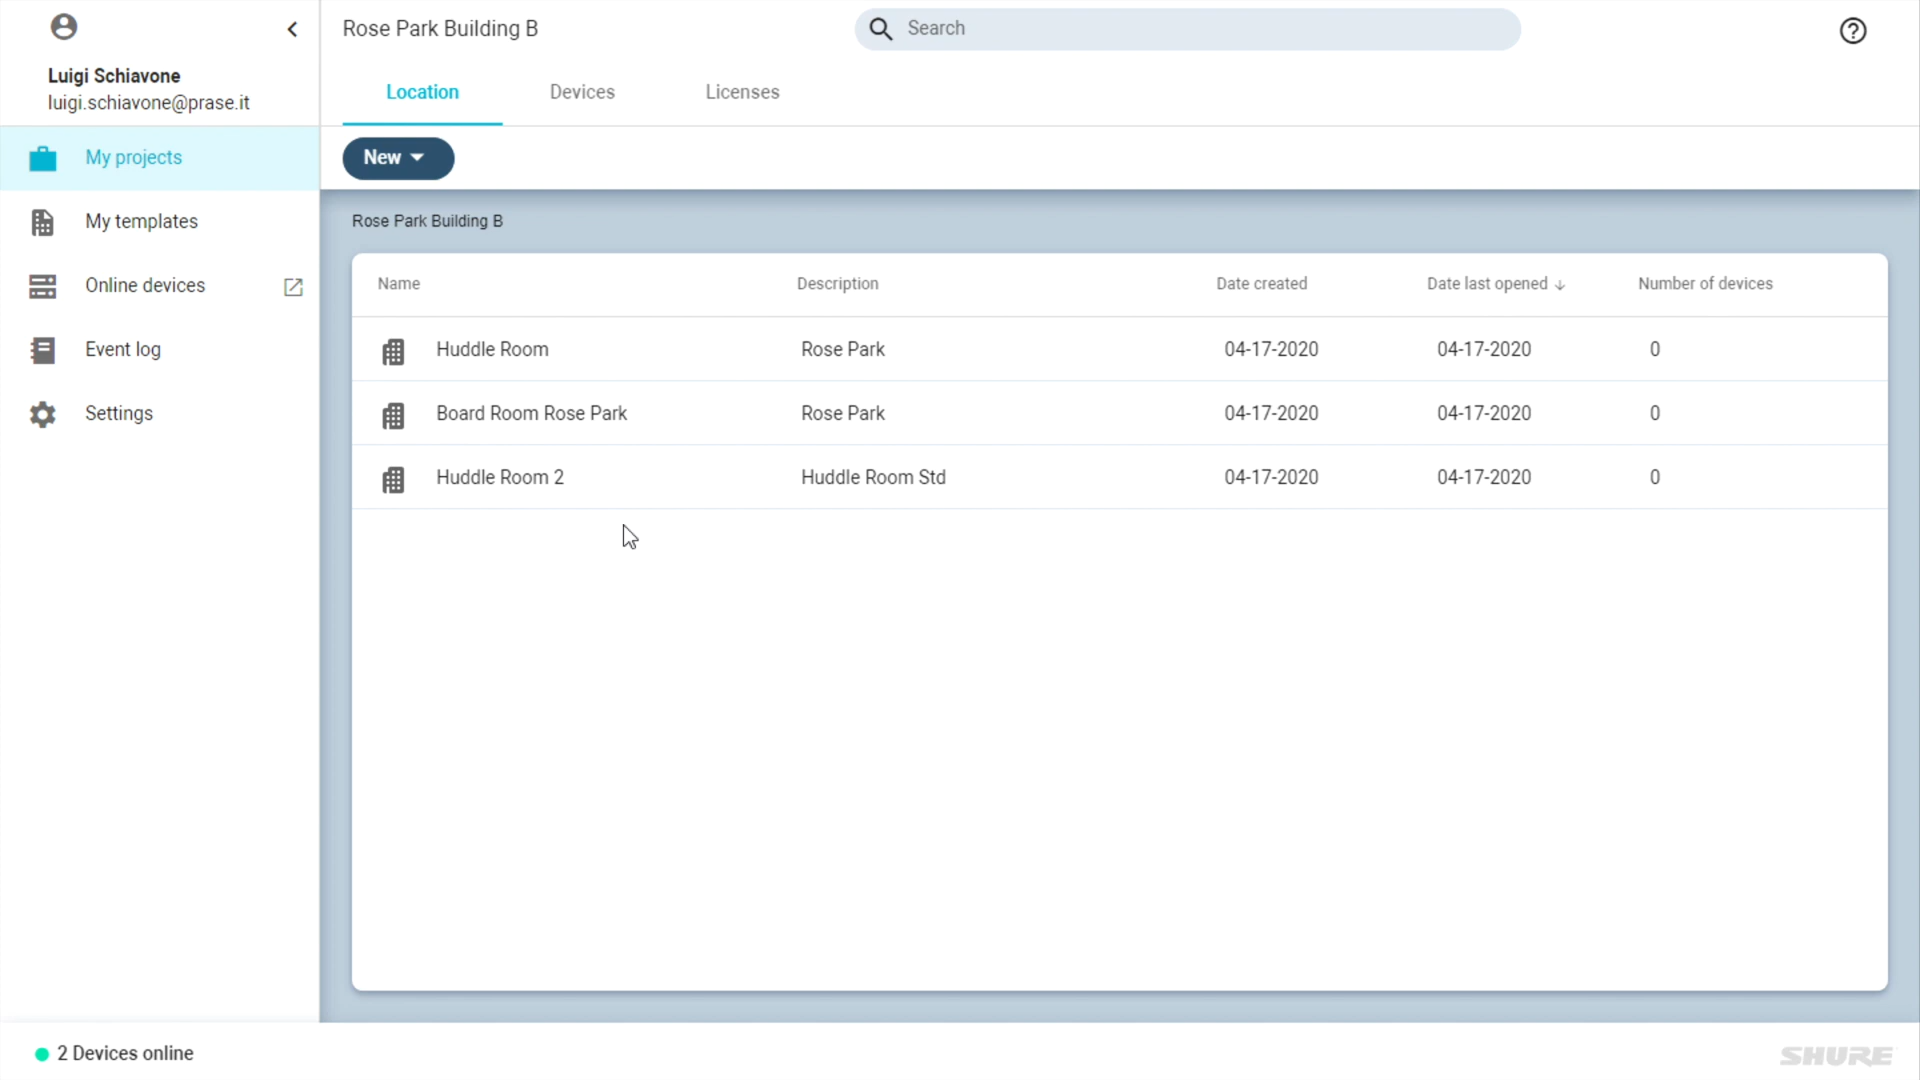 Luigi Schiavone
luigi.schiavone@prase.it
My projects
My templates
Online devices
Event log
Settings
Rose Park Building B
Search
Location Devices Licenses
New
Rose Park Building B
Name Description Date created Date last opened Number of devices
Huddle Room Rose Park 04-17-2020 04-17-2020 0
Board Room Rose Park Rose Park 04-17-2020 04-17-2020 0
Huddle Room 2 Huddle Room Std 04-17-2020 04-17-2020 0
2 Devices online
SHURE